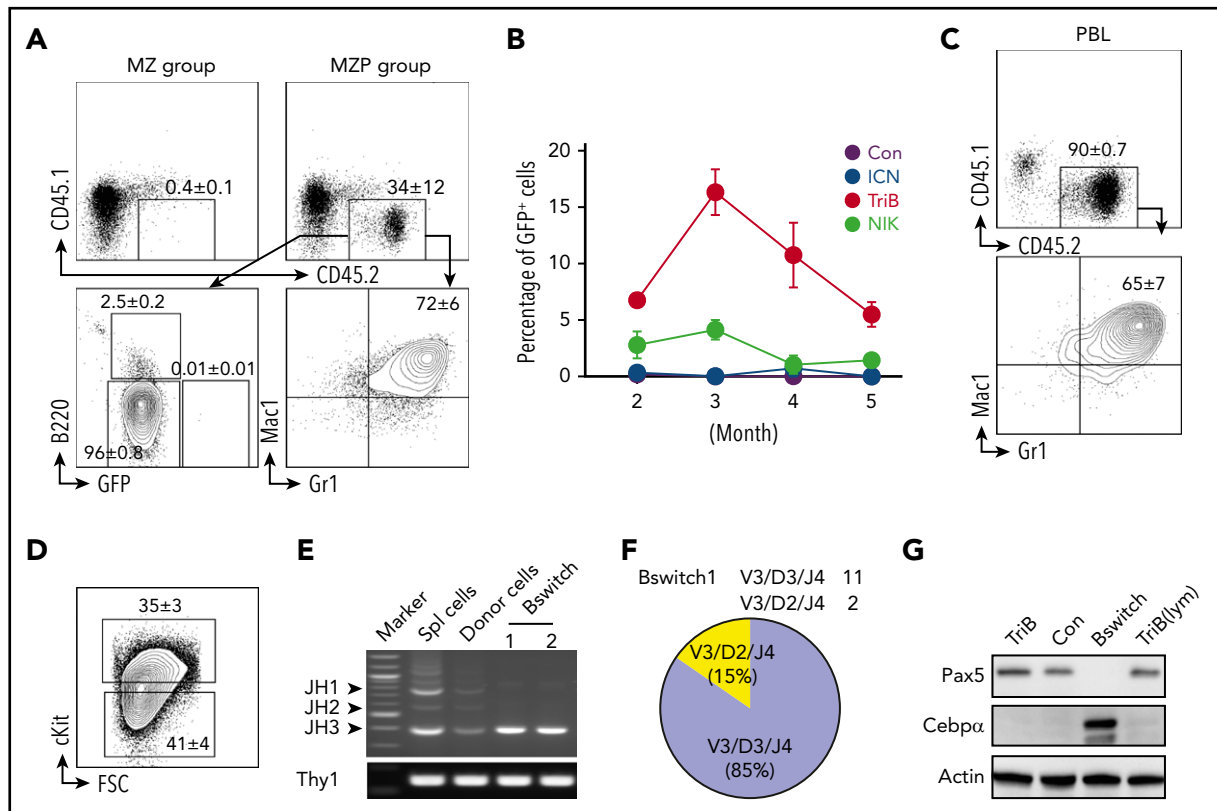 A
MZ group
MZP group
CD45.1
0.4±0.1
34±12
CD45.2
2.5±0.2
0.01±0.01
96±0.8
B220
GFP
72±6
Mac1
Gr1
B
Percentage of GFP+ cells
20
15
10
5
0
2
3
4
5
(Month)
Con
ICN
TriB
NIK
C
PBL
CD45.1
90±0.7
CD45.2
65±7
Mac1
Gr1
D
35±3
41±4
cKit
FSC
E
Marker
Spl cells
Donor cells
Bswitch
1 2
JH1
JH2
JH3
Thy1
F
Bswitch1 V3/D3/J4 11
V3/D2/J4 2
V3/D2/J4
(15%)
V3/D3/J4
(85%)
G
TriB
Con
Bswitch
TriB(lym)
Pax5
Cebpα
Actin